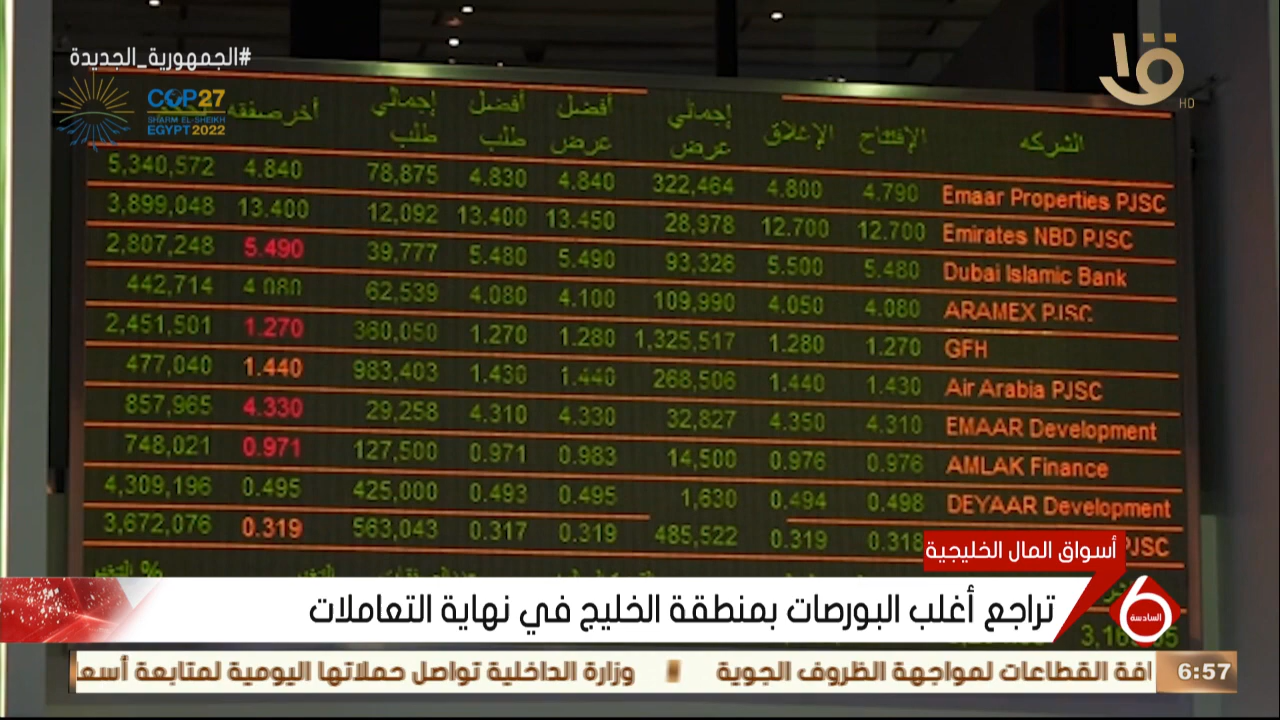 #الجمهورية_الجديدة
COP27
SHARM EL-SHEIKH
EGYPT 2022
HD
الشركه الإفتتاح الإغلاق إجمالي عرض أفضل عرض أفضل طلب إجمالي طلب أخرصفقه
Emaar Properties PJSC 4.790 4.800 322,464 4.840 4.830 78,875 4.840 5,340,572
Emirates NBD PJSC 12.700 12.700 28,978 13.450 13.400 12,092 13.400 3,899,048
Dubai Islamic Bank 5.480 5.500 93,326 5.490 5.480 39,777 5.490 2,807,248
ARAMEX PJSC 4.080 4.050 109,990 4.100 4.080 62,539 4.080 442,714
GFH 1.270 1.280 1,325,517 1.280 1.270 360,050 1.270 2,451,501
Air Arabia PJSC 1.430 1.440 268,506 1.440 1.430 983,403 1.440 477,040
EMAAR Development 4.310 4.350 32,827 4.330 4.310 29,258 4.330 857,965
AMLAK Finance 0.976 0.976 14,500 0.983 0.971 127,500 0.971 748,021
DEYAAR Development 0.498 0.494 1,630 0.495 0.493 425,000 0.495 4,309,196
PJSC 0.318 0.319 485,522 0.319 0.317 563,043 0.319 3,672,076
التغير %
أسواق المال الخليجية
تراجع أغلب البورصات بمنطقة الخليج في نهاية التعاملات
السادسة
6:57 افة القطاعات لمواجهة الظروف الجوية وزارة الداخلية تواصل حملاتها اليومية لمتابعة أسعا